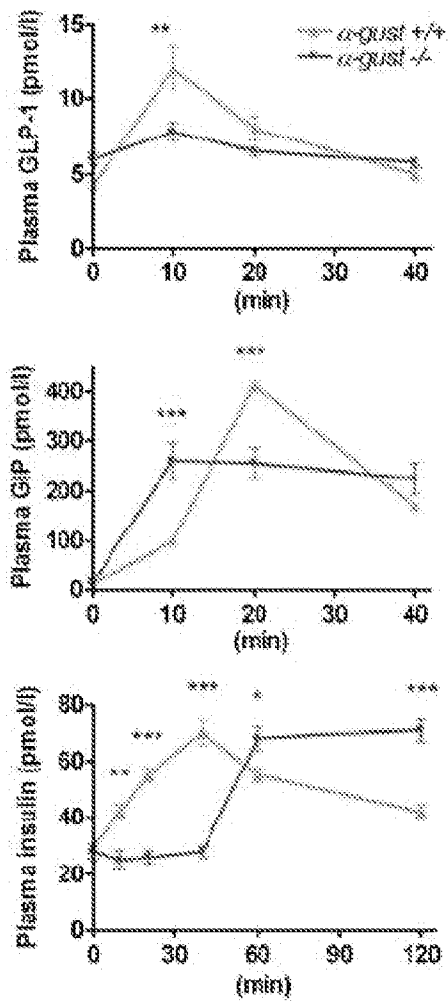 15
10
5
0
Plasma GLP-1 (pmol/l)
**
α-gust +/+
α-gust -/-
0 10 20 30 40
(min)
400
300
200
100
0
Plasma GIP (pmol/l)
***
***
0 10 20 30 40
(min)
80
60
40
20
0
Plasma insulin (pmol/l)
**
***
***
*
***
0 30 60 90 120
(min)